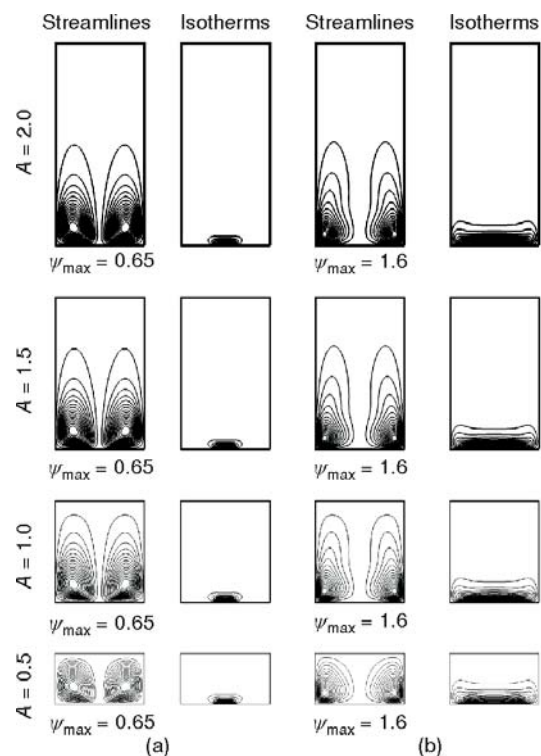 Streamlines Isotherms Streamlines Isotherms
A = 2.0
ψmax = 0.65 ψmax = 1.6
A = 1.5
ψmax = 0.65 ψmax = 1.6
A = 1.0
ψmax = 0.65 ψmax = 1.6
A = 0.5
ψmax = 0.65 ψmax = 1.6
(a) (b)